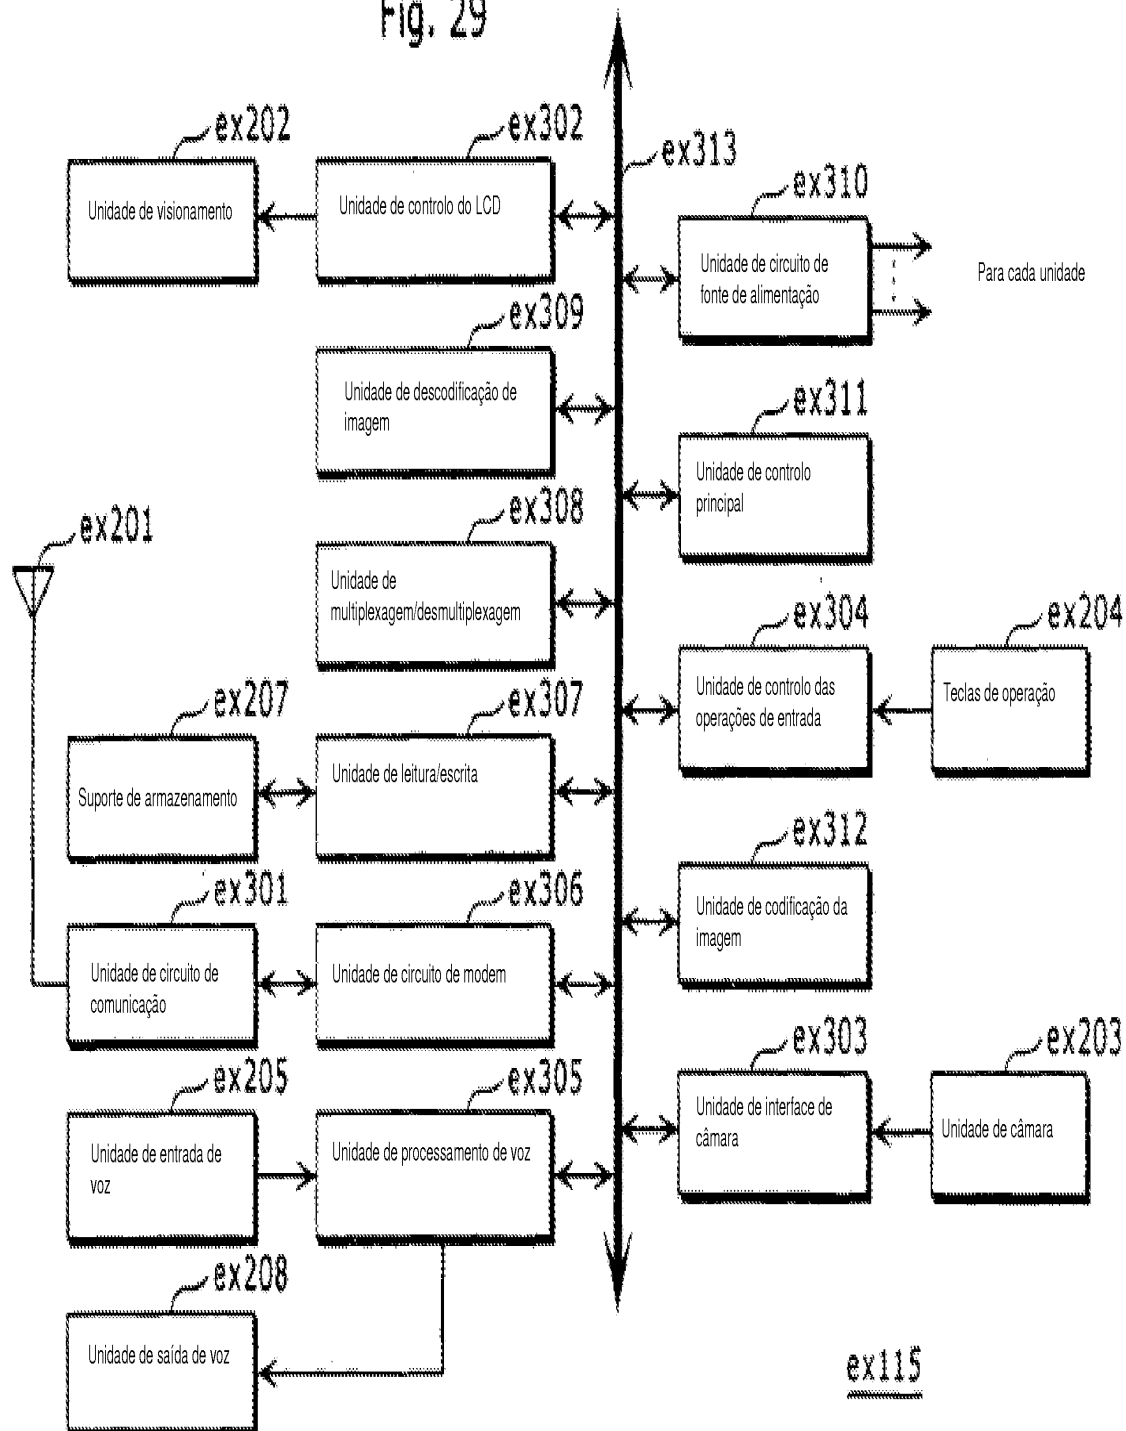 Fig. 29
ex202
ex302
ex313
ex310
Unidade de visionamento
Unidade de controlo do LCD
Unidade de circuito de
fonte de alimentação
Para cada unidade
ex309
Unidade de descodificação de
imagem
ex311
Unidade de controlo
principal
ex201
ex308
Unidade de
multiplexagem/desmultiplexagem
ex304
ex204
Unidade de controlo das
operações de entrada
Teclas de operação
ex207
ex307
Suporte de armazenamento
Unidade de leitura/escrita
ex312
Unidade de codificação da
imagem
ex301
ex306
Unidade de circuito de
comunicação
Unidade de circuito de modem
ex303
ex203
Unidade de interface de
câmara
Unidade de câmara
ex205
ex305
Unidade de entrada de
voz
Unidade de processamento de voz
ex208
Unidade de saída de voz
ex115